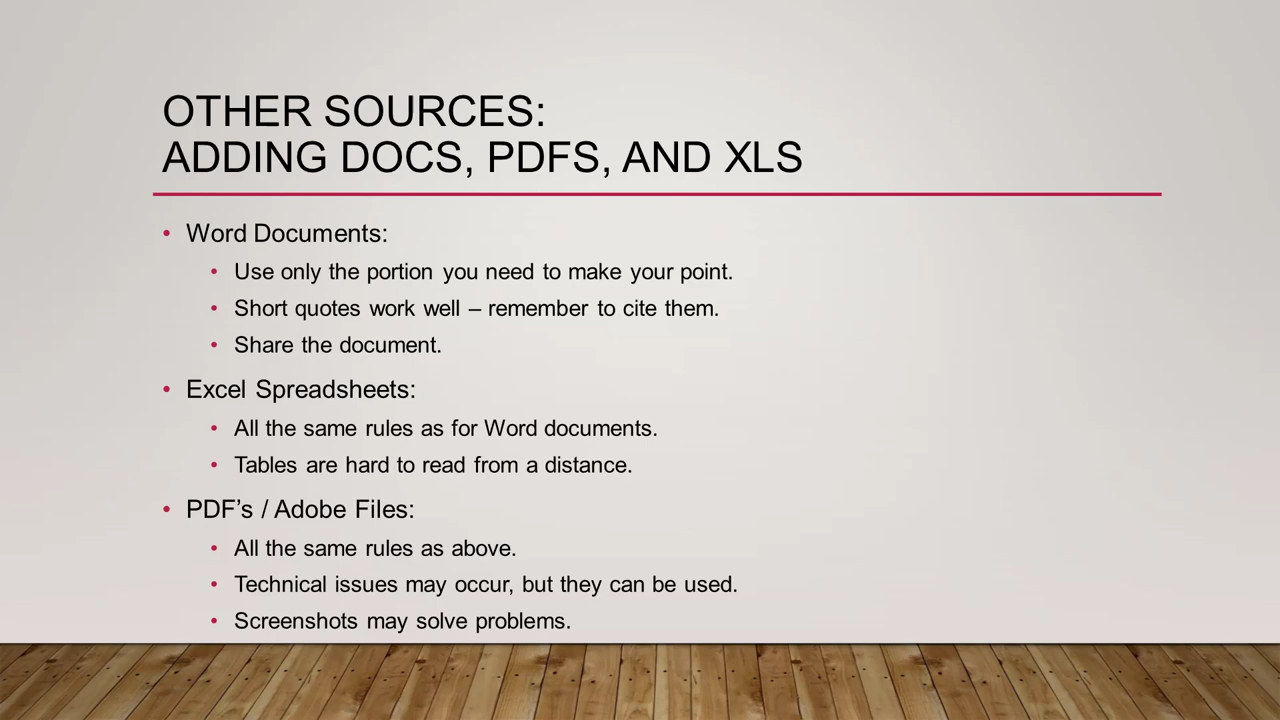 OTHER SOURCES:
ADDING DOCS, PDFS, AND XLS
• Word Documents:
• Use only the portion you need to make your point.
• Short quotes work well – remember to cite them.
• Share the document.
• Excel Spreadsheets:
• All the same rules as for Word documents.
• Tables are hard to read from a distance.
• PDF’s / Adobe Files:
• All the same rules as above.
• Technical issues may occur, but they can be used.
• Screenshots may solve problems.